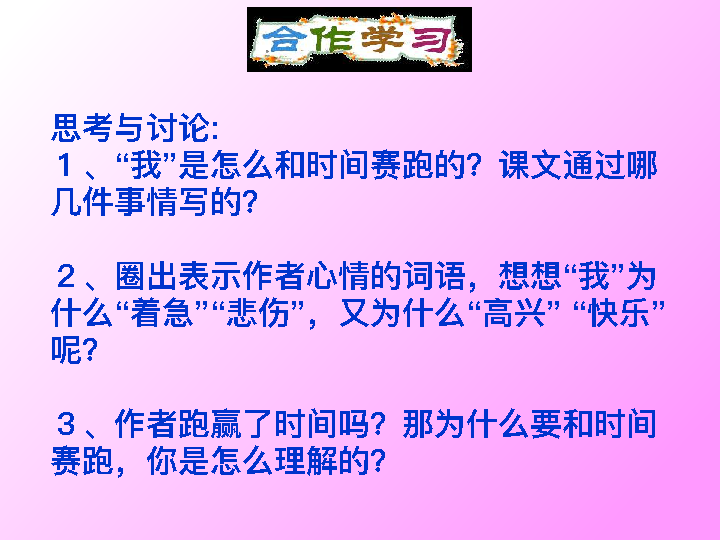 合作学习
思考与讨论:
１、“我”是怎么和时间赛跑的？课文通过哪
几件事情写的？
２、圈出表示作者心情的词语，想想“我”为
什么“着急”“悲伤”，又为什么“高兴” “快乐”
呢？
３、作者跑赢了时间吗？那为什么要和时间
赛跑，你是怎么理解的？